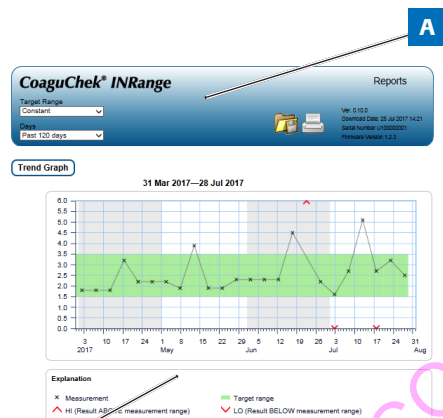 A
CoaguChek® INRange
Reports
Target Range
Constant
Days
Past 120 days
Ver: 0.10.0
Download Date: 25 Jul 2017 14:21
Serial Number U100000001
Firmware Version 1.2.3
Trend Graph
31 Mar 2017—28 Jul 2017
6.0
5.5
5.0
4.5
4.0
3.5
3.0
2.5
2.0
1.5
1.0
0.5
0.0
3 10 17 24 1 8 15 22 29 5 12 19 26 3 10 17 24 31
2017 May Jun Jul Aug
Explanation
× Measurement
Target range
HI (Result ABOVE measurement range)
LO (Result BELOW measurement range)